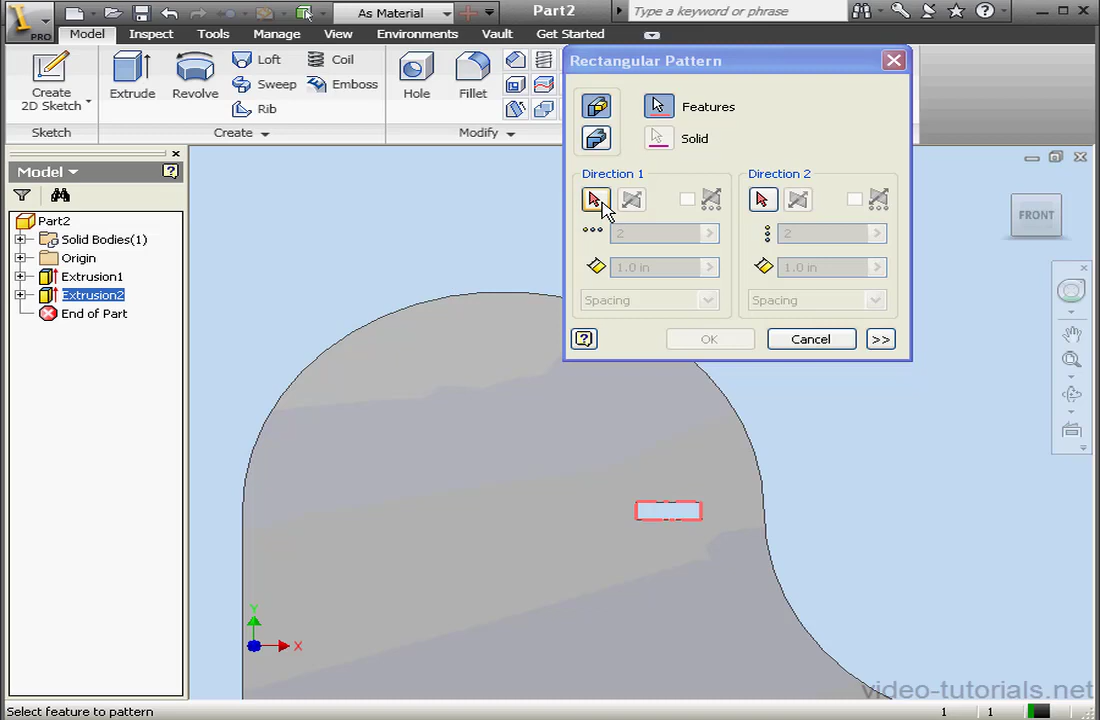 PRO
As Material
Part2
Type a keyword or phrase
Model
Inspect
Tools
Manage
View
Environments
Vault
Get Started
Create
2D Sketch
Extrude
Revolve
Loft
Sweep
Rib
Coil
Emboss
Hole
Fillet
Sketch
Create
Modify
Rectangular Pattern
Features
Solid
Direction 1
Direction 2
2
2
1.0 in
1.0 in
Spacing
Spacing
OK
Cancel
>>
Model
Part2
Solid Bodies(1)
Origin
Extrusion1
Extrusion2
End of Part
FRONT
Y
X
video-tutorials.net
Select feature to pattern
1
1